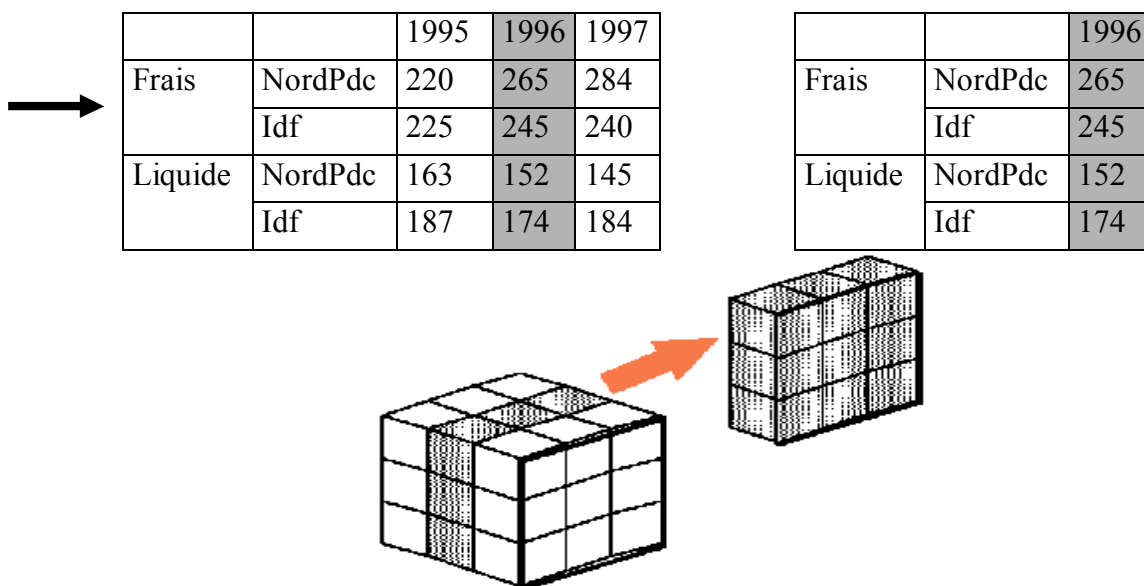 1995 1996 1997
Frais NordPdc 220 265 284
Idf 225 245 240
Liquide NordPdc 163 152 145
Idf 187 174 184
1996
Frais NordPdc 265
Idf 245
Liquide NordPdc 152
Idf 174